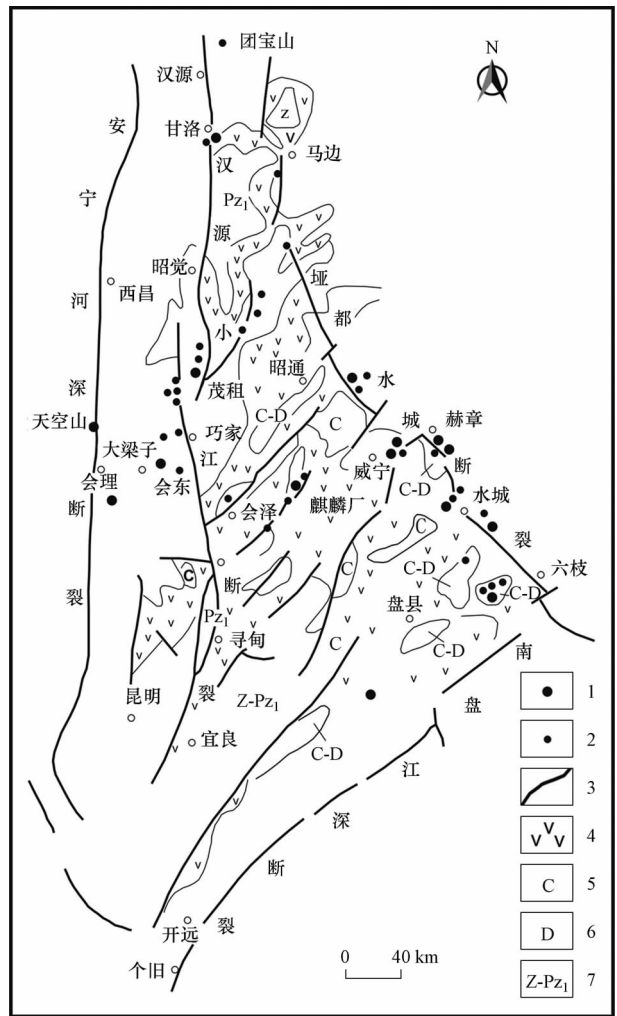 团宝山
汉源
N
安
Z
甘洛
V
汉
马边
宁
Pz₁
源
昭觉
垭
西昌
河
都
小
昭通
水
深
茂租
C-D
C
城
赫章
天空山
巧家
大梁子
江
威宁
断
会理
会东
麒麟厂
C-D
水城
会泽
断
C
裂
C-D
六枝
C
断
C
C-D
裂
Pz₁
盘县
寻甸
C
C-D
南
昆明
裂
Z-Pz₁
盘
1
宜良
C-D
2
江
3
深
4
断
C
5
裂
D
6
开远
0
40 km
个旧
Z-Pz₁
7